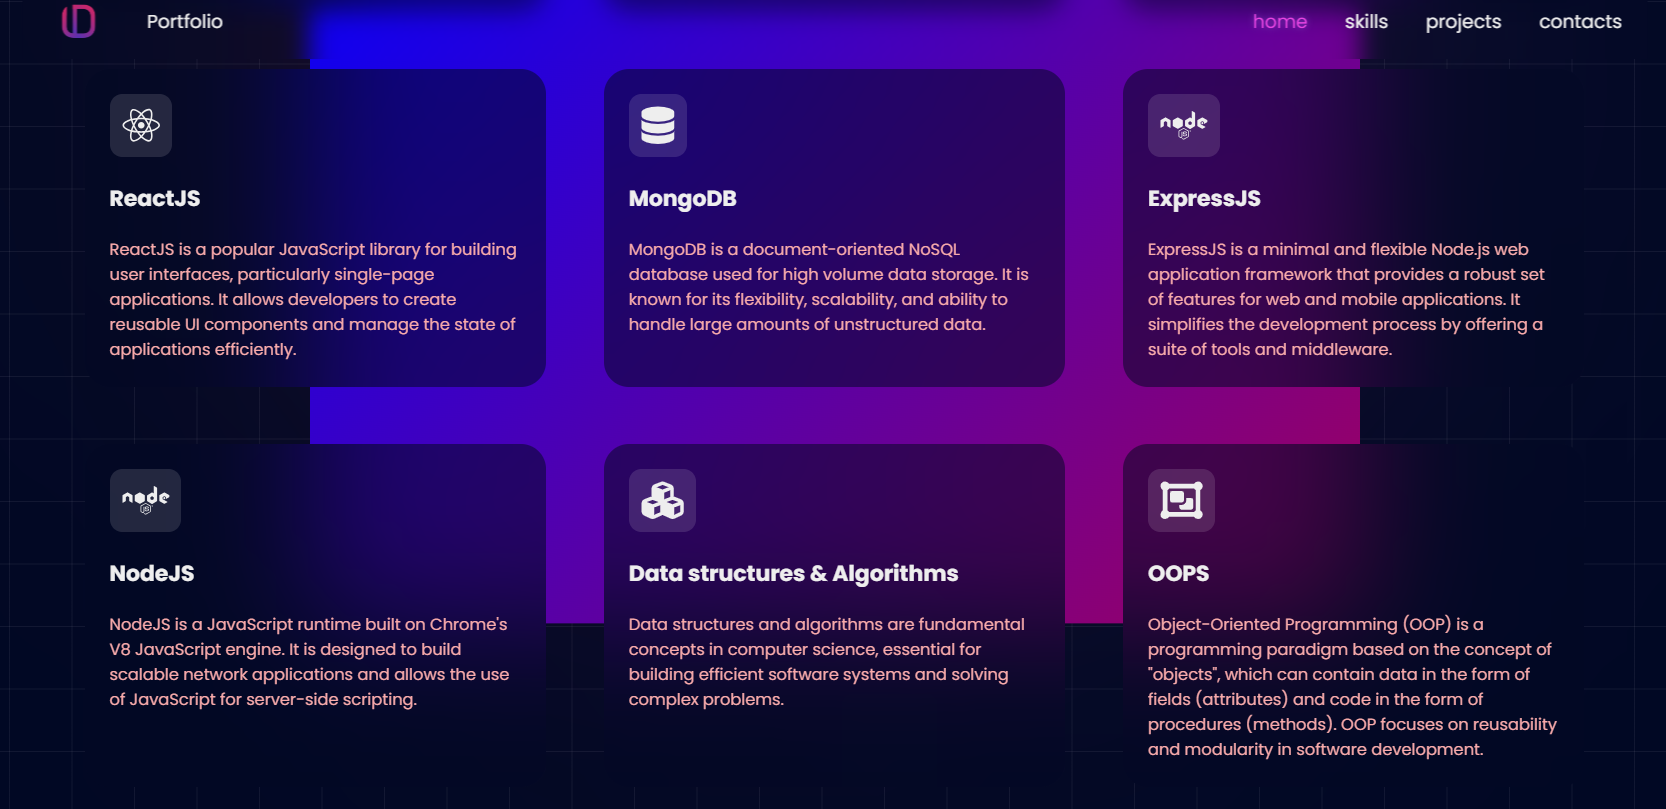 Portfolio
home
skills
projects
contacts
ReactJS
ReactJS is a popular JavaScript library for building
user interfaces, particularly single-page
applications. It allows developers to create
reusable UI components and manage the state of
applications efficiently.
MongoDB
MongoDB is a document-oriented NoSQL
database used for high volume data storage. It is
known for its flexibility, scalability, and ability to
handle large amounts of unstructured data.
node
JS
ExpressJS
ExpressJS is a minimal and flexible Node.js web
application framework that provides a robust set
of features for web and mobile applications. It
simplifies the development process by offering a
suite of tools and middleware.
node
JS
NodeJS
NodeJS is a JavaScript runtime built on Chrome's
V8 JavaScript engine. It is designed to build
scalable network applications and allows the use
of JavaScript for server-side scripting.
Data structures & Algorithms
Data structures and algorithms are fundamental
concepts in computer science, essential for
building efficient software systems and solving
complex problems.
OOPS
Object-Oriented Programming (OOP) is a
programming paradigm based on the concept of
"objects", which can contain data in the form of
fields (attributes) and code in the form of
procedures (methods). OOP focuses on reusability
and modularity in software development.